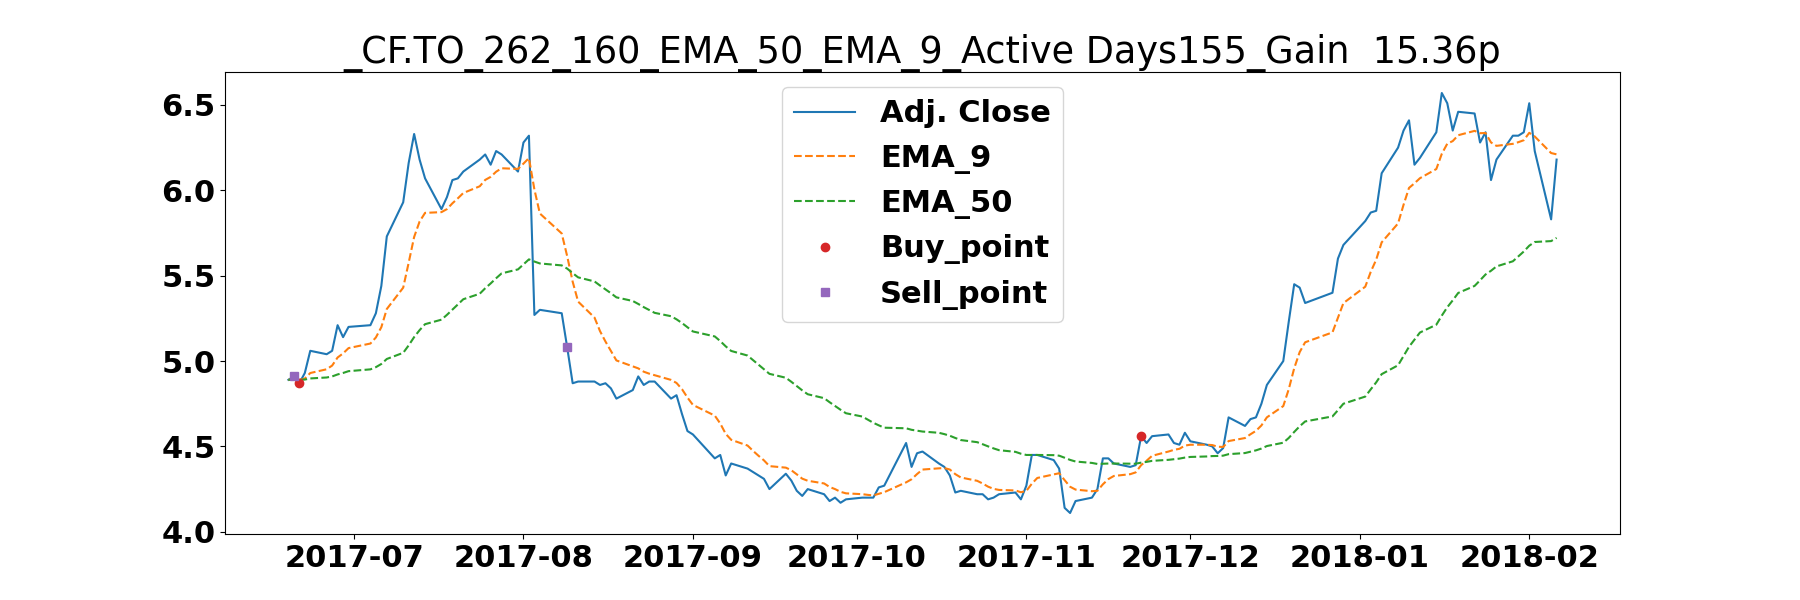 _CF.TO_262_160_EMA_50_EMA_9_Active Days155_Gain  15.36p
6.5
6.0
5.5
5.0
4.5
4.0
Adj. Close
EMA_9
EMA_50
Buy_point
Sell_point
2017-07 2017-08 2017-09 2017-10 2017-11 2017-12 2018-01 2018-02